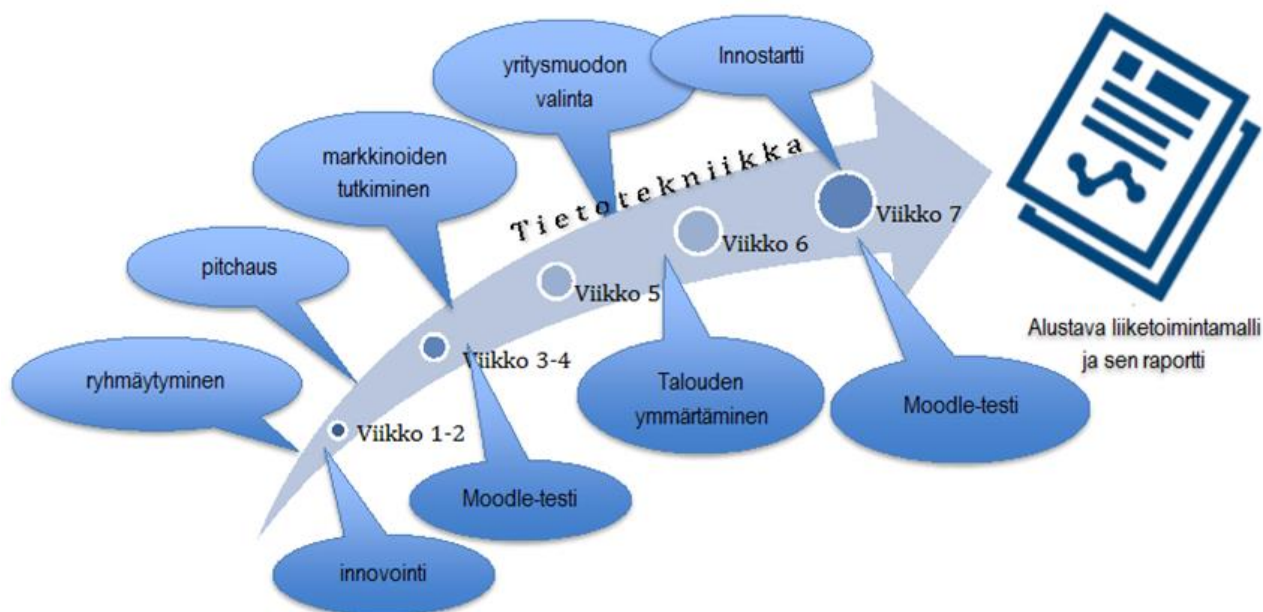 yritysmuodon
valinta
Innostartti
markkinoiden
tutkiminen
Tietotekniikka
Viikko 7
Viikko 6
pitchaus
Viikko 5
Alustava liiketoimintamalli
ja sen raportti
Viikko 3-4
ryhmäytyminen
Talouden
ymmärtäminen
Moodle-testi
Viikko 1-2
Moodle-testi
innovointi